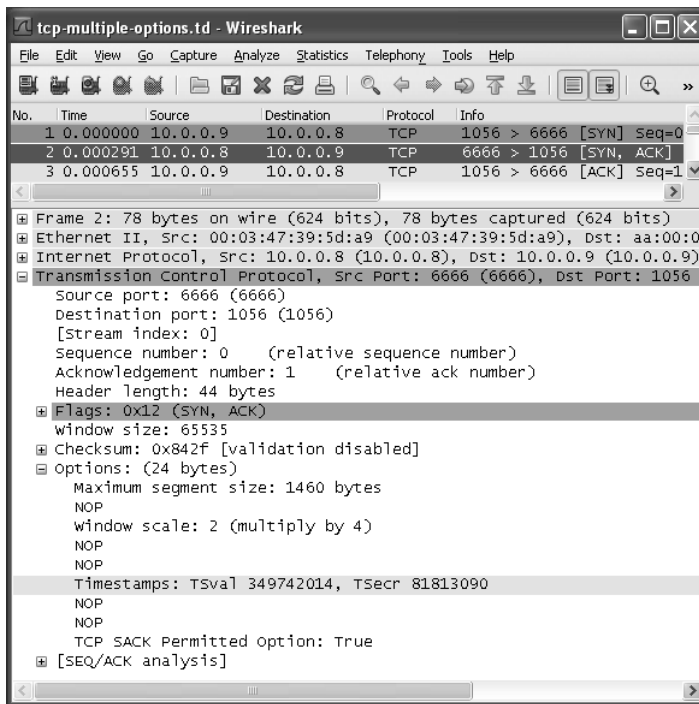 tcp-multiple-options.td - Wireshark
File Edit View Go Capture Analyze Statistics Telephony Tools Help
»
No. Time Source Destination Protocol Info
1 0.000000 10.0.0.9 10.0.0.8 TCP 1056 > 6666 [SYN] Seq=0
2 0.000291 10.0.0.8 10.0.0.9 TCP 6666 > 1056 [SYN, ACK]
3 0.000655 10.0.0.9 10.0.0.8 TCP 1056 > 6666 [ACK] Seq=1
Frame 2: 78 bytes on wire (624 bits), 78 bytes captured (624 bits)
Ethernet II, Src: 00:03:47:39:5d:a9 (00:03:47:39:5d:a9), Dst: aa:00:0
Internet Protocol, Src: 10.0.0.8 (10.0.0.8), Dst: 10.0.0.9 (10.0.0.9)
Transmission Control Protocol, Src Port: 6666 (6666), Dst Port: 1056
Source port: 6666 (6666)
Destination port: 1056 (1056)
[Stream index: 0]
Sequence number: 0 (relative sequence number)
Acknowledgement number: 1 (relative ack number)
Header length: 44 bytes
Flags: 0x12 (SYN, ACK)
Window size: 65535
Checksum: 0x842f [validation disabled]
Options: (24 bytes)
Maximum segment size: 1460 bytes
NOP
Window scale: 2 (multiply by 4)
NOP
NOP
Timestamps: TSval 349742014, TSecr 81813090
NOP
NOP
TCP SACK Permitted Option: True
[SEQ/ACK analysis]